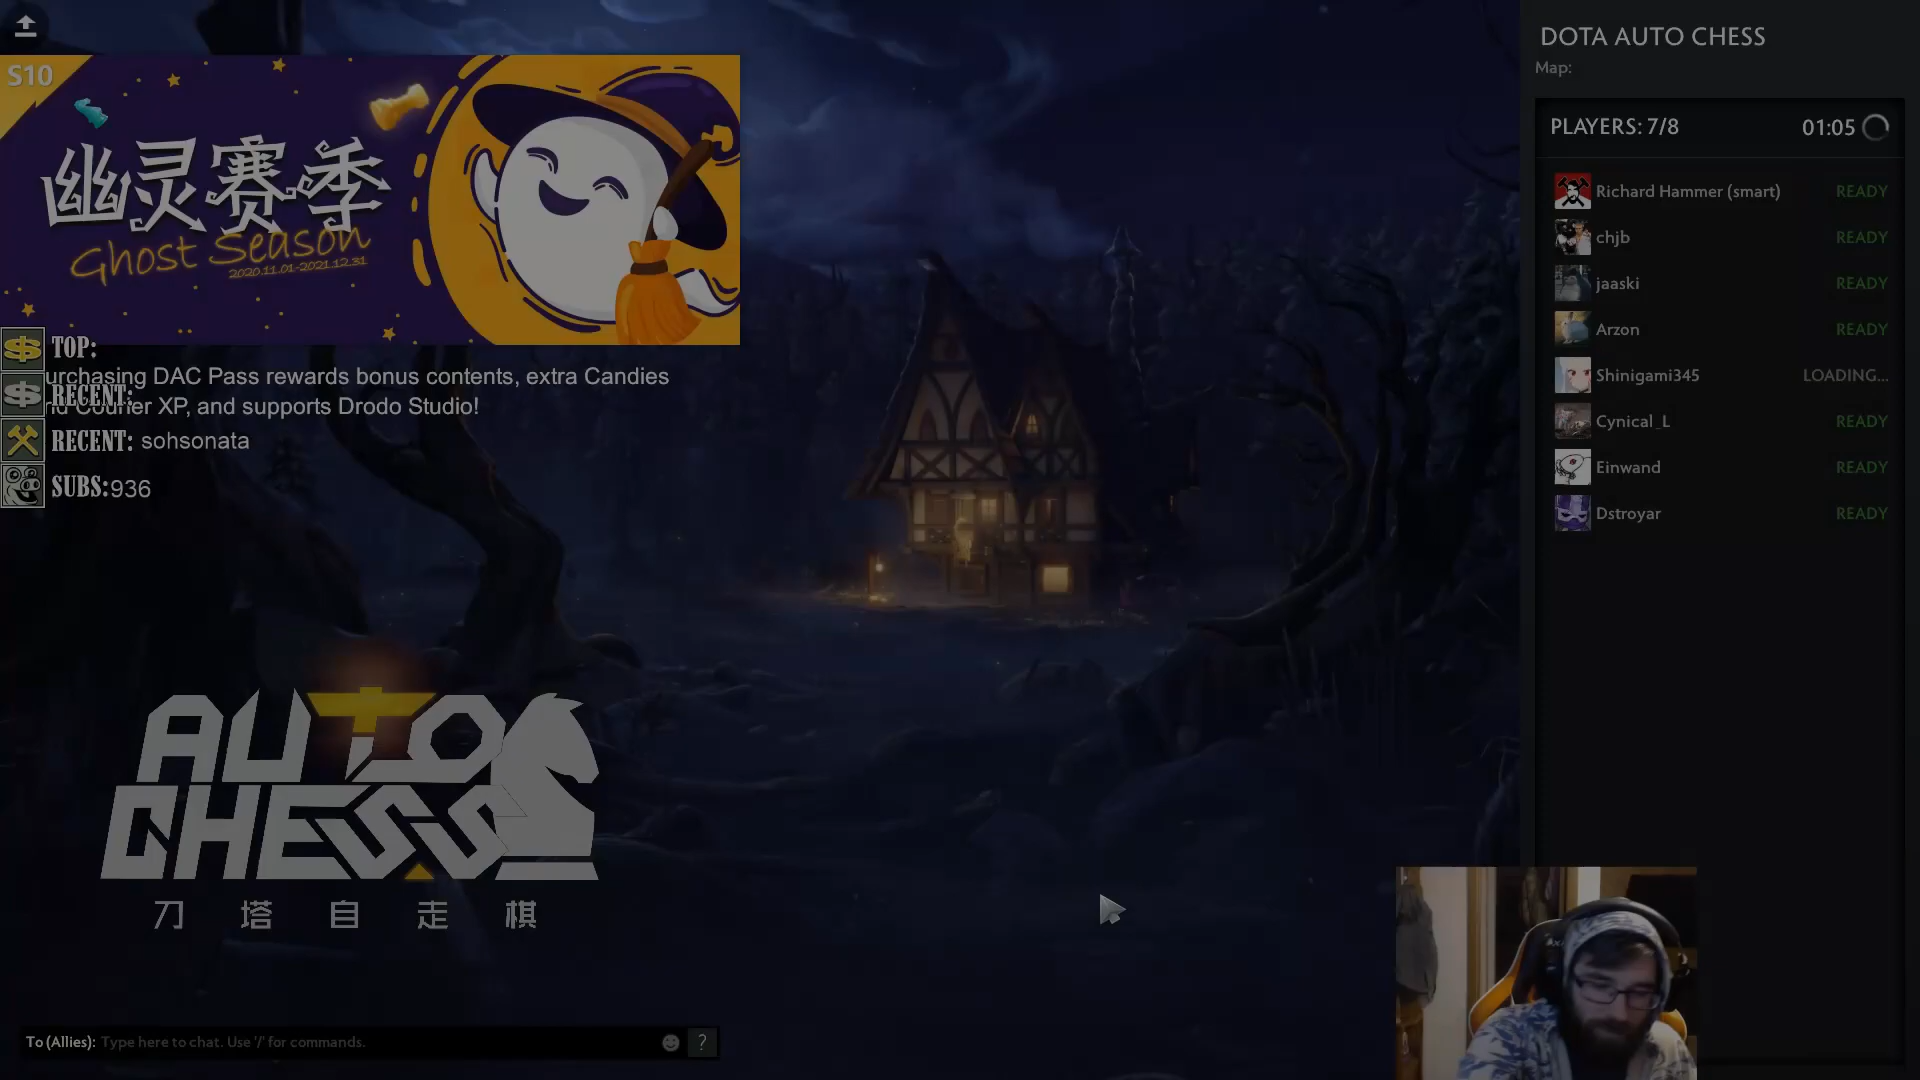 S10
幽灵赛季
Ghost Season
2020.11.01-2021.12.31
TOP:
urchasing DAC Pass rewards bonus contents, extra Candies
RECENT:
nd Courier XP, and supports Drodo Studio!
RECENT: sohsonata
SUBS:936
AUTO
CHESS
刀塔自走棋
To (Allies): Type here to chat. Use '/' for commands.
?
DOTA AUTO CHESS
Map:
PLAYERS: 7/8 01:05
Richard Hammer (smart) READY
chjb READY
jaaski READY
Arzon READY
Shinigami345 LOADING...
Cynical_L READY
Einwand READY
Dstroyar READY